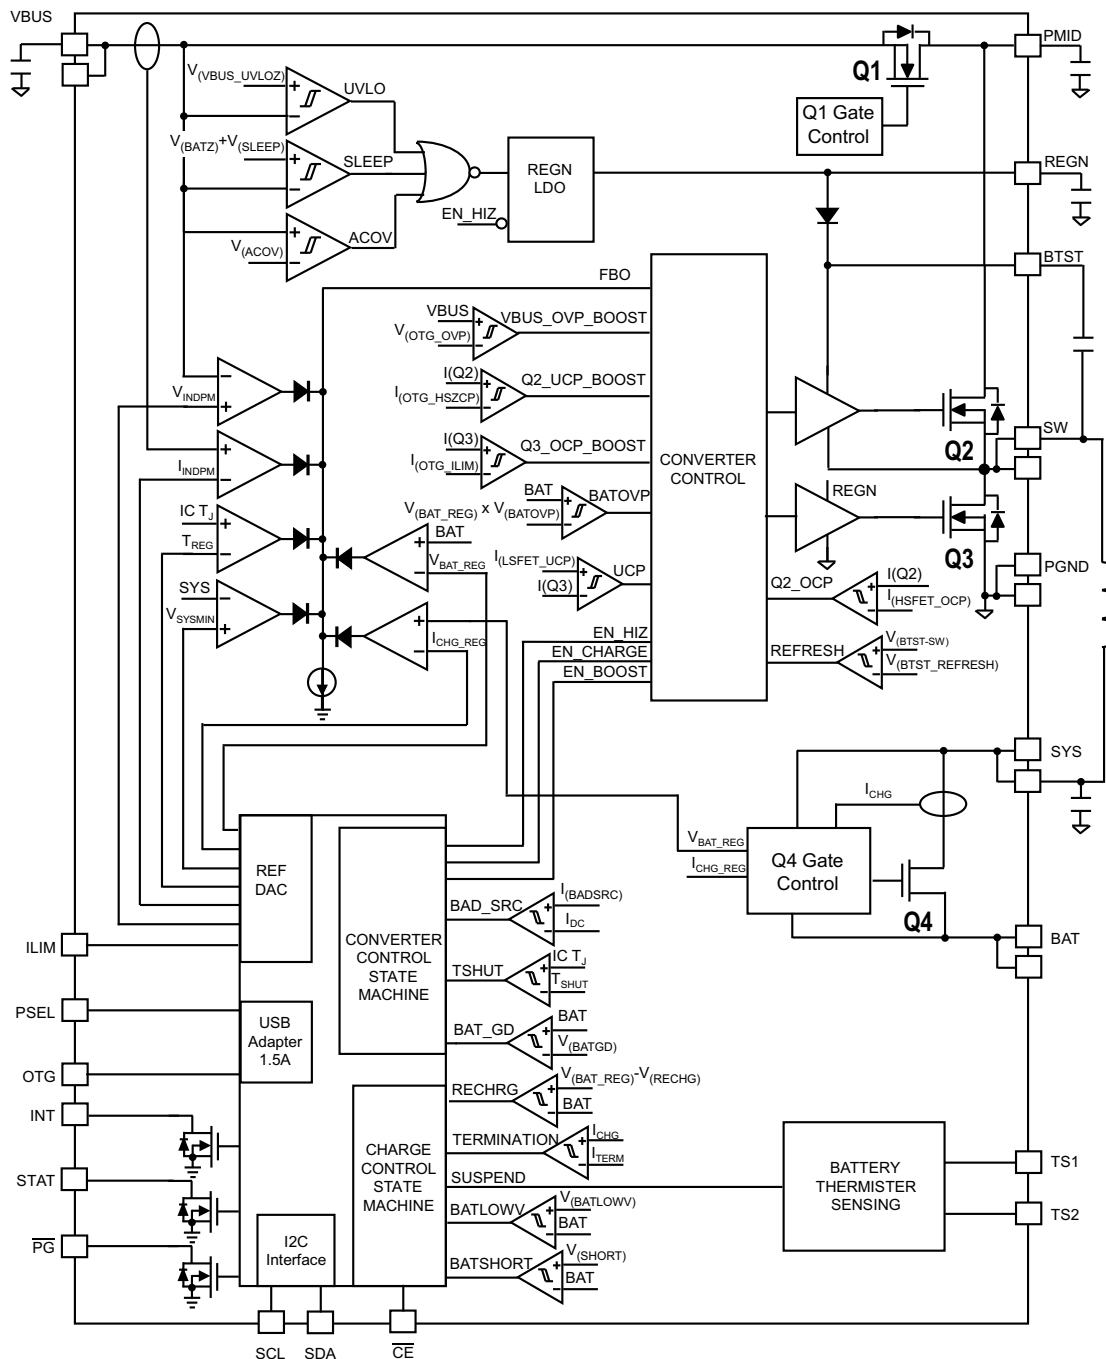 VBUS
PMID
V(VBUS_UVLOZ)
UVLO
Q1
Q1 Gate
Control
V(BATZ)+V(SLEEP)
SLEEP
REGN
LDO
REGN
EN_HIZ
V(ACOV)
ACOV
BTST
FBO
VBUS
V(OTG_OVP)
VBUS_OVP_BOOST
I(Q2)
I(OTG_HSZCP)
Q2_UCP_BOOST
VINDPM
I(Q3)
I(OTG_ILIM)
Q3_OCP_BOOST
CONVERTER
CONTROL
Q2
SW
IINDPM
BAT
V(BAT_REG) x V(BATOVP)
BATOVP
REGN
IC TJ
TREG
BAT
VBAT_REG
I(LSFET_UCP)
I(Q3)
UCP
Q3
PGND
Q2_OCP
I(Q2)
I(HSFET_OCP)
SYS
VSYSMIN
ICHG_REG
EN_HIZ
EN_CHARGE
EN_BOOST
REFRESH
V(BTST-SW)
V(BTST_REFRESH)
SYS
ICHG
VBAT_REG
ICHG_REG
Q4 Gate
Control
Q4
REF
DAC
BAD_SRC
I(BADSRC)
IDC
BAT
ILIM
CONVERTER
CONTROL
STATE
MACHINE
TSHUT
IC TJ
TSHUT
PSEL
USB
Adapter
1.5A
BAT_GD
BAT
V(BATGD)
OTG
RECHRG
V(BAT_REG)-V(RECHG)
BAT
INT
CHARGE
CONTROL
STATE
MACHINE
TERMINATION
ICHG
ITERM
SUSPEND
BATTERY
THERMISTER
SENSING
TS1
TS2
STAT
BATLOWV
V(BATLOWV)
BAT
PG
I2C
Interface
BATSHORT
V(SHORT)
BAT
SCL
SDA
CE